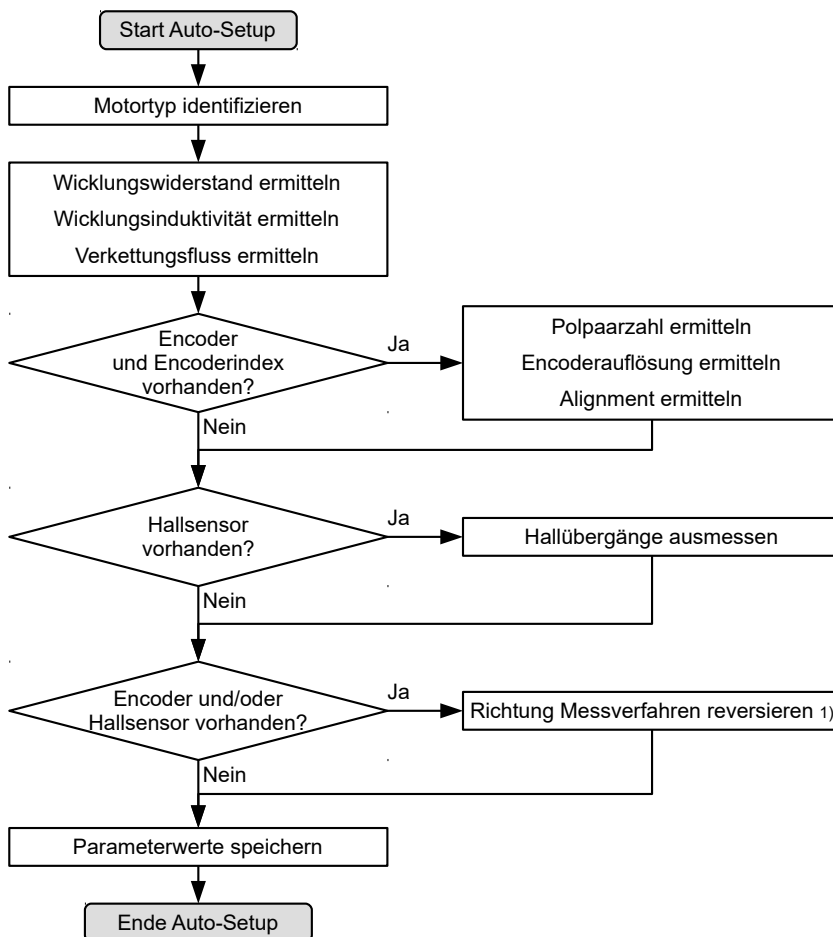 Start Auto-Setup
Motortyp identifizieren
Wicklungswiderstand ermitteln
Wicklungsinduktivität ermitteln
Verkettungsfluss ermitteln
Encoder
und Encoderindex
vorhanden?
Ja
Polpaarzahl ermitteln
Encoderauflösung ermitteln
Alignment ermitteln
Nein
Hallsensor
vorhanden?
Ja
Hallübergänge ausmessen
Nein
Encoder und/oder
Hallsensor vorhanden?
Ja
Richtung Messverfahren reversieren 1)
Nein
Parameterwerte speichern
Ende Auto-Setup